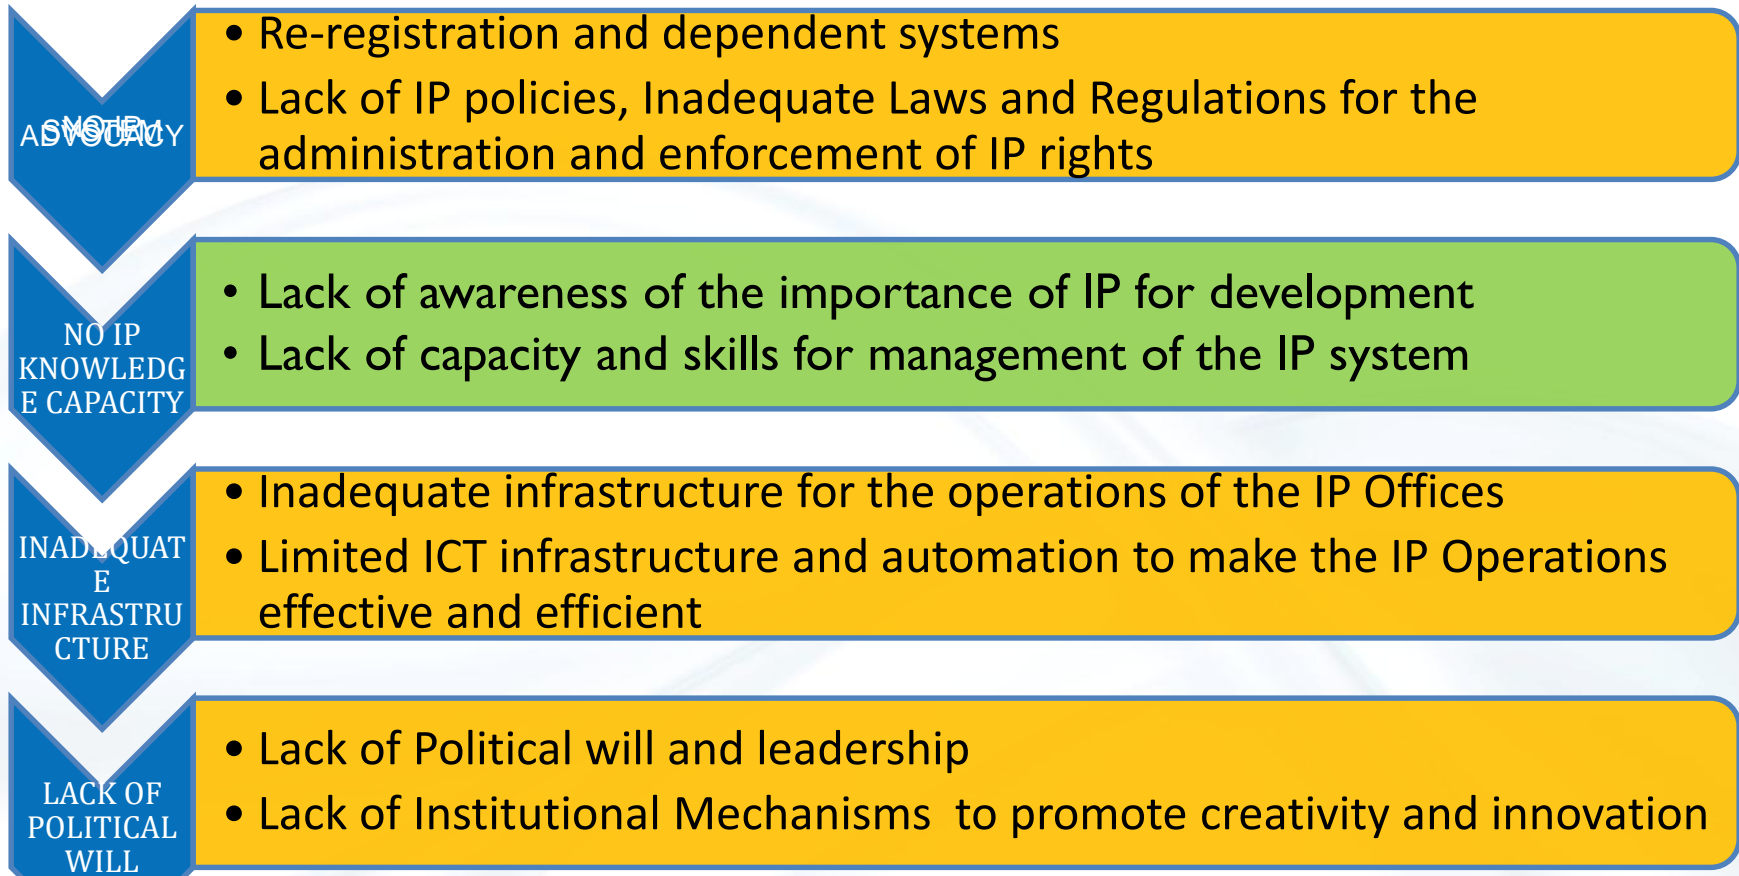 ADVOCACY
• Re-registration and dependent systems
• Lack of IP policies, Inadequate Laws and Regulations for the
administration and enforcement of IP rights
NO IP
KNOWLEDG
E CAPACITY
• Lack of awareness of the importance of IP for development
• Lack of capacity and skills for management of the IP system
INADEQUAT
E
INFRASTRU
CTURE
• Inadequate infrastructure for the operations of the IP Offices
• Limited ICT infrastructure and automation to make the IP Operations
effective and efficient
LACK OF
POLITICAL
WILL
• Lack of Political will and leadership
• Lack of Institutional Mechanisms  to promote creativity and innovation